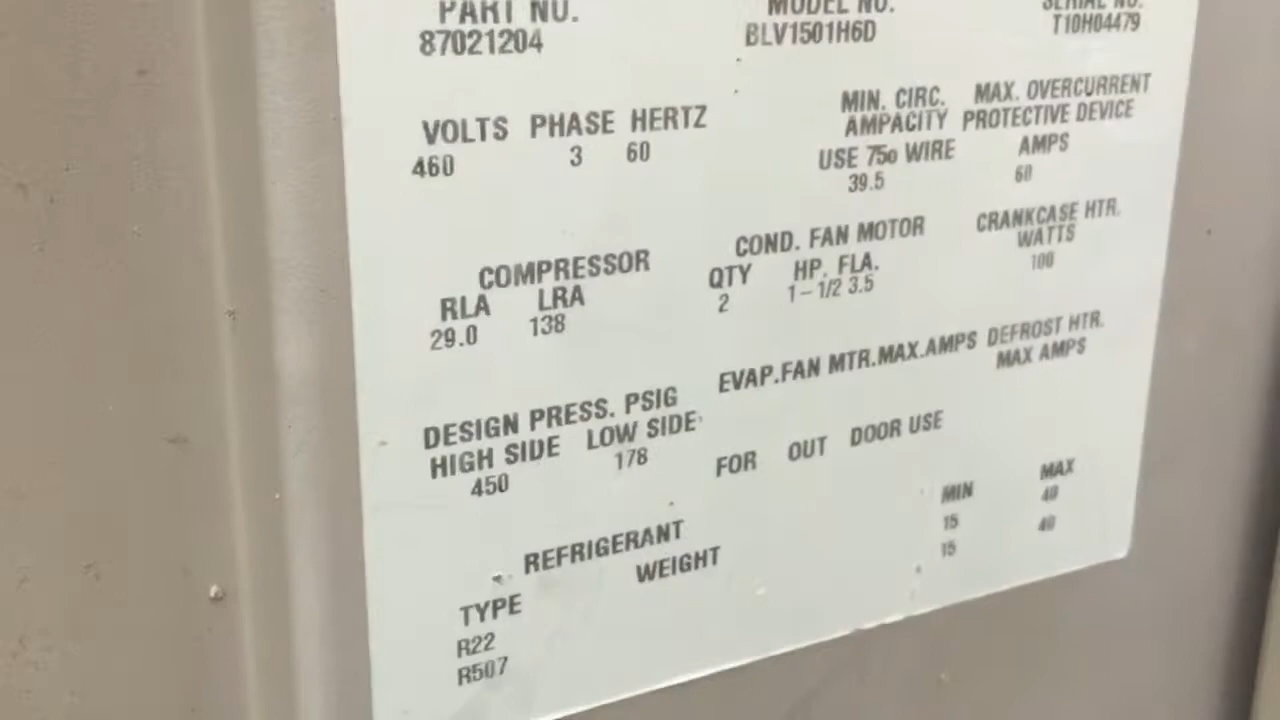 PART NO. MODEL NO. SERIAL NO.
87021204 BLV1501H6D T10H04479
VOLTS PHASE HERTZ MIN. CIRC. MAX. OVERCURRENT
AMPACITY PROTECTIVE DEVICE
460 3 60 USE 75o WIRE AMPS
39.5 60
COMPRESSOR COND. FAN MOTOR CRANKCASE HTR.
RLA LRA QTY HP. FLA. WATTS
29.0 138 2 1-1/2 3.5 100
DESIGN PRESS. PSIG EVAP.FAN MTR.MAX.AMPS DEFROST HTR.
HIGH SIDE LOW SIDE MAX AMPS
450 178 FOR OUT DOOR USE
REFRIGERANT MIN MAX
WEIGHT 15 40
TYPE 15 40
R22
R507